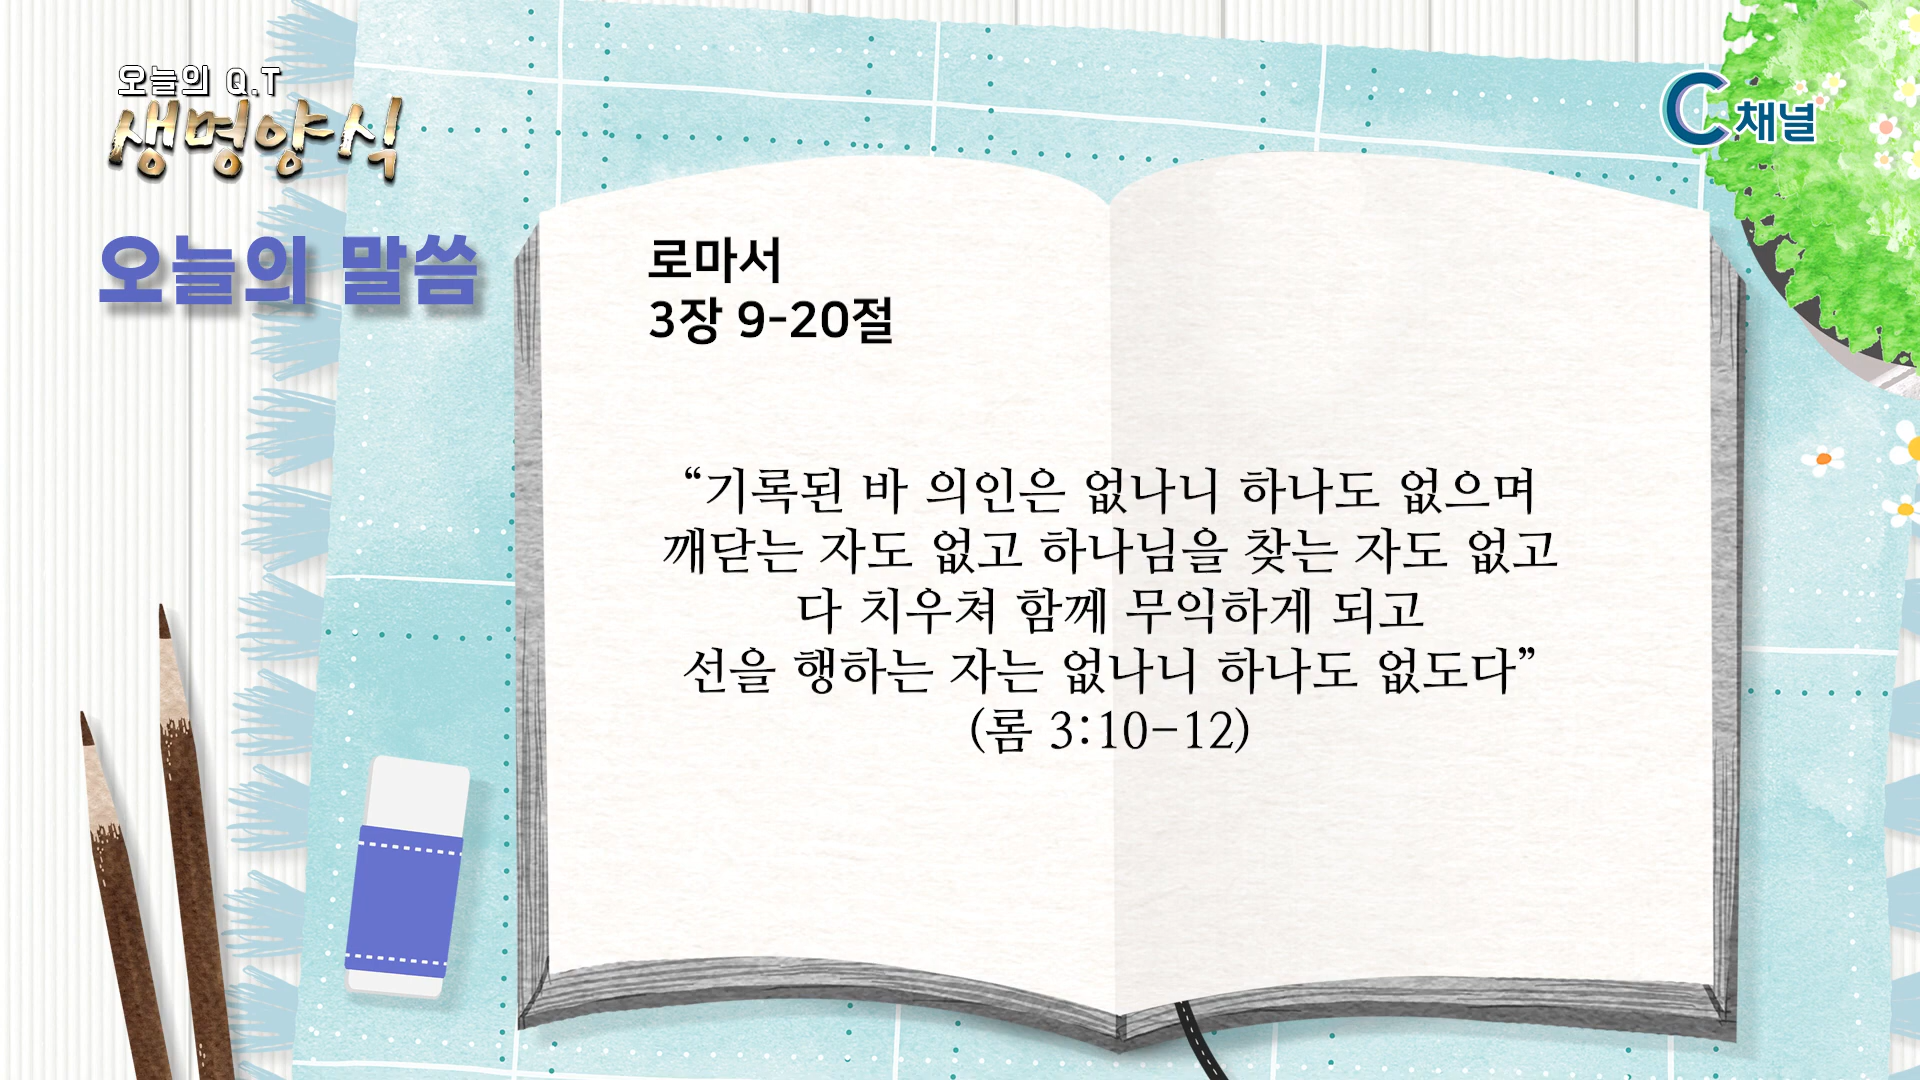 오늘의 Q.T
생명양식
C채널
오늘의 말씀
로마서
3장 9-20절
“기록된 바 의인은 없나니 하나도 없으며
깨닫는 자도 없고 하나님을 찾는 자도 없고
다 치우쳐 함께 무익하게 되고
선을 행하는 자는 없나니 하나도 없도다”
(롬 3:10-12)